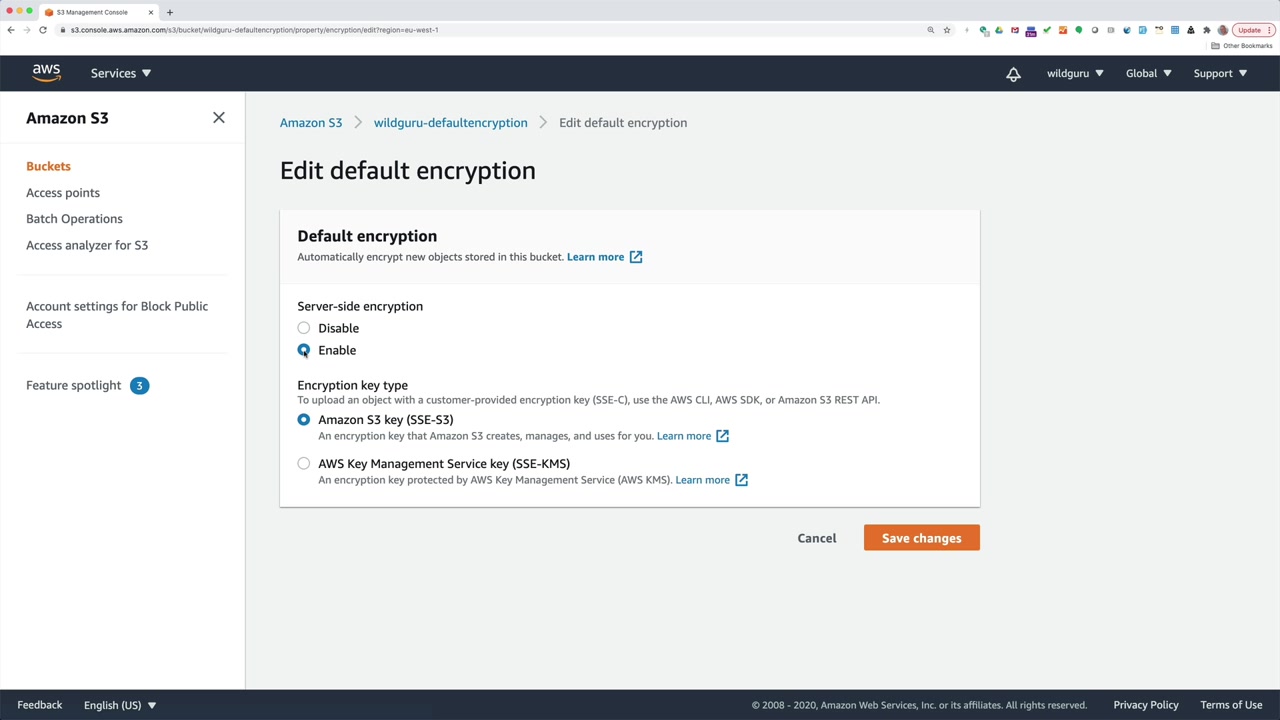 S3 Management Console
s3.console.aws.amazon.com/s3/bucket/wildguru-defaultencryption/property/encryption/edit?region=eu-west-1
Update
Other Bookmarks
aws
Services
wildguru
Global
Support
Amazon S3
Buckets
Access points
Batch Operations
Access analyzer for S3
Account settings for Block Public
Access
Feature spotlight 3
Amazon S3 > wildguru-defaultencryption > Edit default encryption
Edit default encryption
Default encryption
Automatically encrypt new objects stored in this bucket. Learn more
Server-side encryption
Disable
Enable
Encryption key type
To upload an object with a customer-provided encryption key (SSE-C), use the AWS CLI, AWS SDK, or Amazon S3 REST API.
Amazon S3 key (SSE-S3)
An encryption key that Amazon S3 creates, manages, and uses for you. Learn more
AWS Key Management Service key (SSE-KMS)
An encryption key protected by AWS Key Management Service (AWS KMS). Learn more
Cancel
Save changes
Feedback
English (US)
© 2008 - 2020, Amazon Web Services, Inc. or its affiliates. All rights reserved.
Privacy Policy
Terms of Use